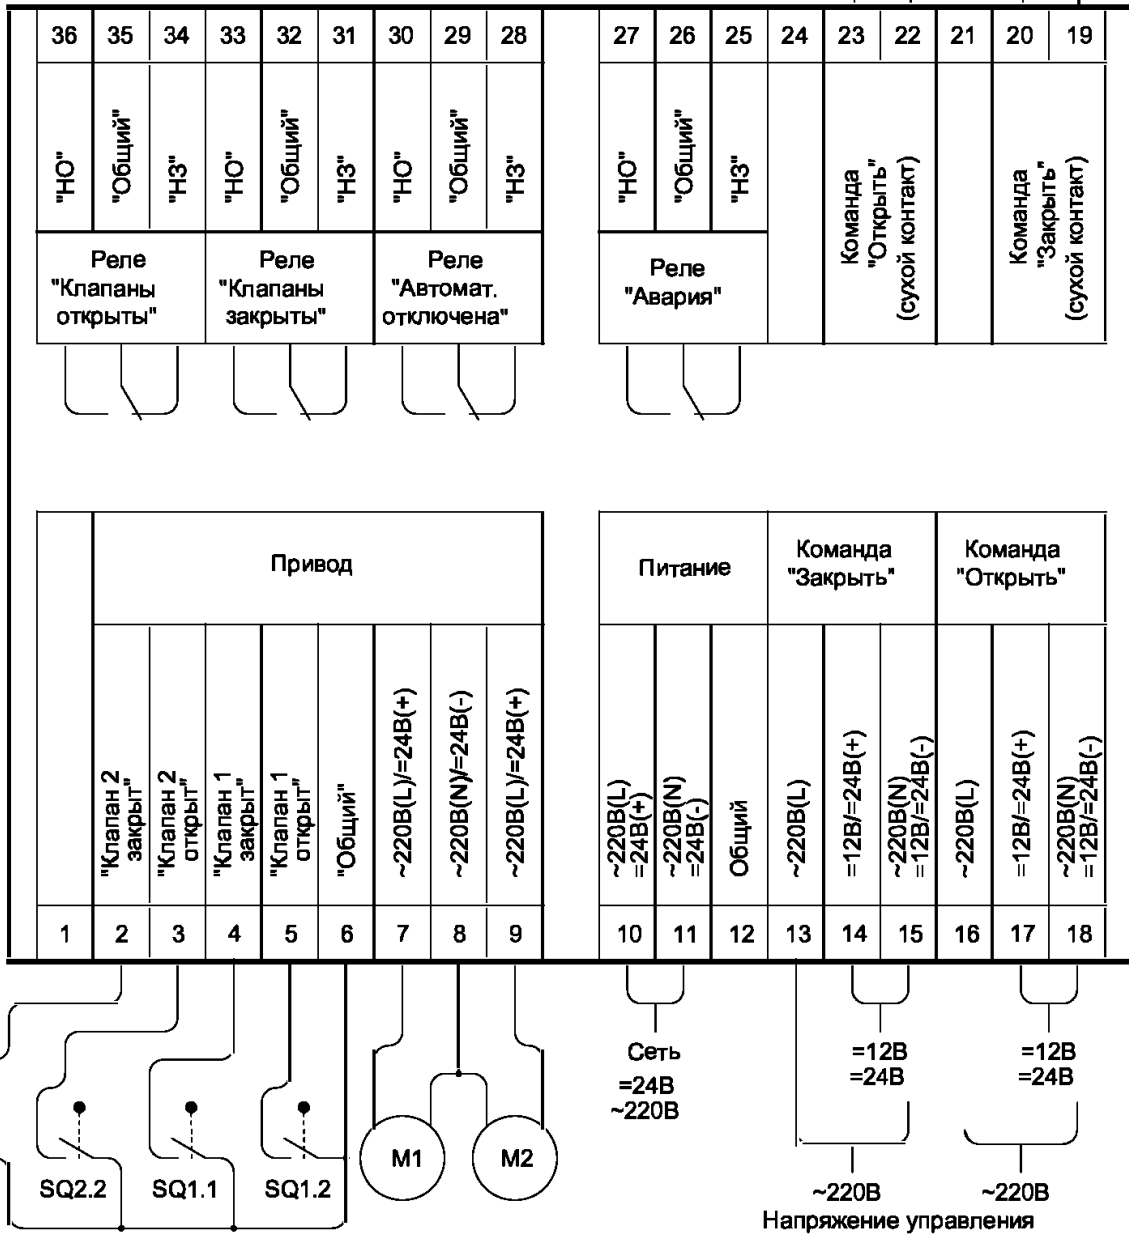 36 35 34 33 32 31 30 29 28 27 26 25 24 23 22 21 20 19
"НО"
"Общий"
"НЗ"
"НО"
"Общий"
"НЗ"
"НО"
"Общий"
"НЗ"
"НО"
"Общий"
"НЗ"
Команда
"Открыть"
(сухой контакт)
Команда
"Закрыть"
(сухой контакт)
Реле
"Клапаны
открыты"
Реле
"Клапаны
закрыты"
Реле
"Автомат.
отключена"
Реле
"Авария"
Привод
Питание
Команда
"Закрыть"
Команда
"Открыть"
"Клапан 2
закрыт"
"Клапан 2
открыт"
"Клапан 1
закрыт"
"Клапан 1
открыт"
"Общий"
~220В(L)/=24В(+)
~220В(N)/=24В(-)
~220В(L)/=24В(+)
~220В(L)
=24В(+)
~220В(N)
=24В(-)
Общий
~220В(L)
=12В/=24В(+)
~220В(N)
=12В/=24В(-)
~220В(L)
=12В/=24В(+)
~220В(N)
=12В/=24В(-)
1 2 3 4 5 6 7 8 9 10 11 12 13 14 15 16 17 18
Сеть
=24В
~220В
=12В
=24В
=12В
=24В
SQ2.2
SQ1.1
SQ1.2
M1
M2
~220В
~220В
Напряжение управления